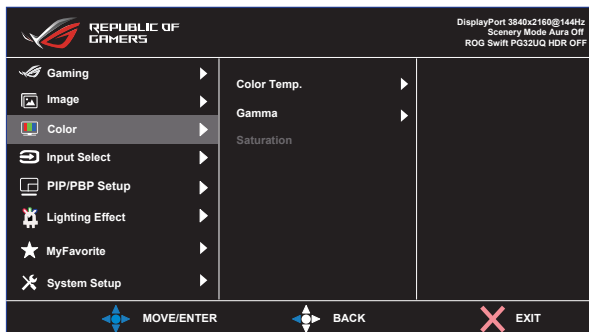 REPUBLIC OF
GAMERS
DisplayPort 3840x2160@144Hz
Scenery Mode Aura Off
ROG Swift PG32UQ HDR OFF
Gaming
Image
Color
Input Select
PIP/PBP Setup
Lighting Effect
MyFavorite
System Setup
Color Temp.
Gamma
Saturation
MOVE/ENTER
BACK
EXIT